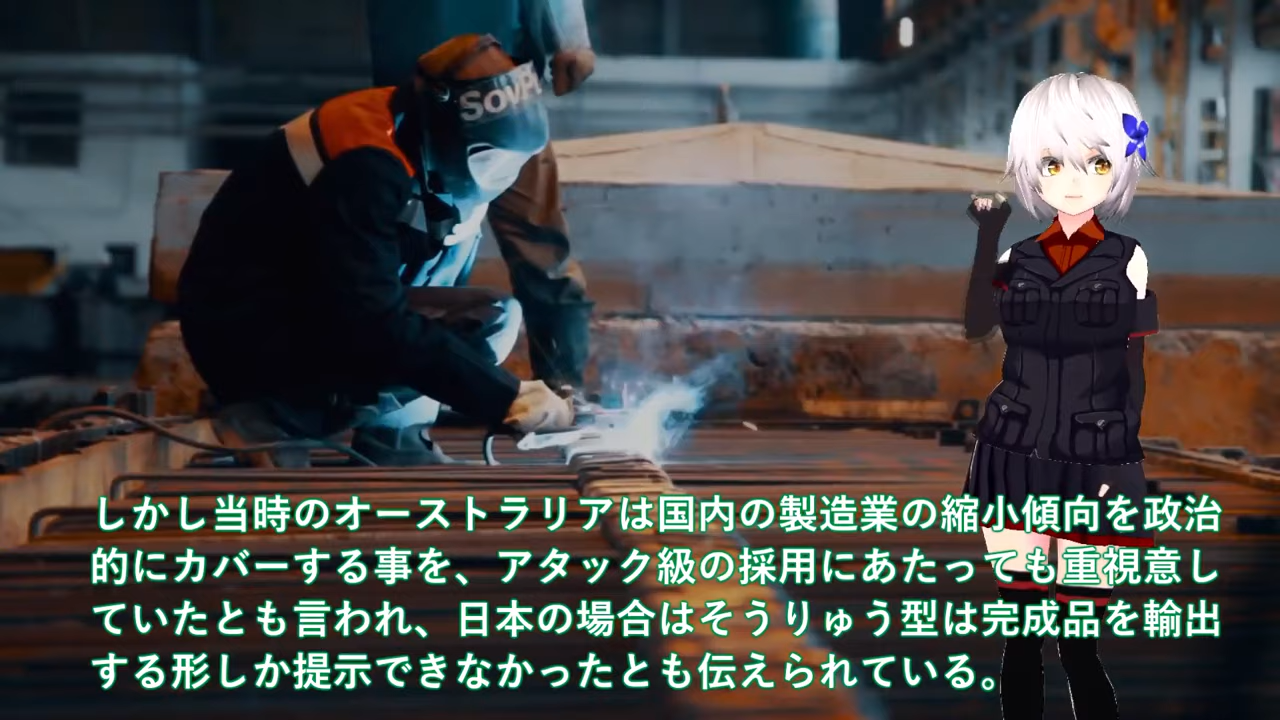 SovPl
しかし当時のオーストラリアは国内の製造業の縮小傾向を政治
的にカバーする事を、アタック級の採用にあたっても重視意し
ていたとも言われ、日本の場合はそうりゅう型は完成品を輸出
する形しか提示できなかったとも伝えられている。